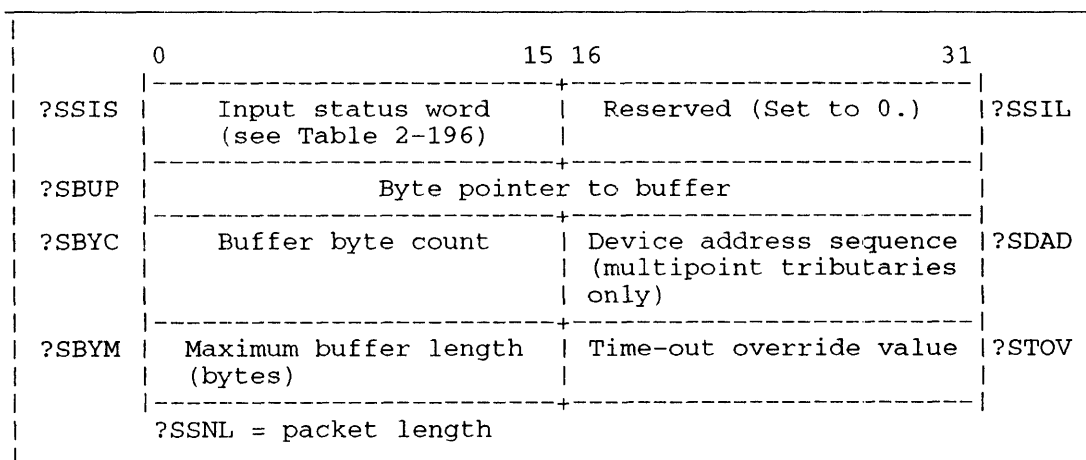 0 15 16 31
?SSIS Input status word Reserved (Set to 0.) ?SSIL
(see Table 2-196)
?SBUP Byte pointer to buffer
?SBYC Buffer byte count Device address sequence ?SDAD
(multipoint tributaries
only)
?SBYM Maximum buffer length Time-out override value ?STOV
(bytes)
?SSNL = packet length